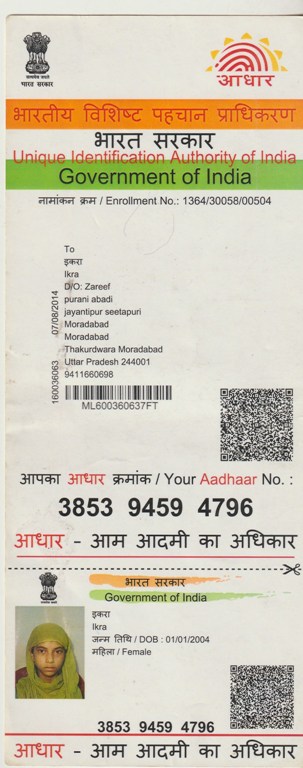 सत्यमेव जयते
भारत सरकार
आधार
भारतीय विशिष्ट पहचान प्राधिकरण
भारत सरकार
Unique Identification Authority of India
Government of India
नामांकन क्रम / Enrollment No.: 1364/30058/00504
To
इकरा
Ikra
D/O: Zareef
purani abadi
jayantipur seetapuri
Moradabad
Moradabad
Thakurdwara Moradabad
Uttar Pradesh 244001
9411660698
160036063 07/08/2014
ML600360637FT
आपका आधार क्रमांक / Your Aadhaar No. :
3853 9459 4796
आधार - आम आदमी का अधिकार
भारत सरकार
Government of India
इकरा
Ikra
जन्म तिथि / DOB : 01/01/2004
महिला / Female
3853 9459 4796
आधार - आम आदमी का अधिकार